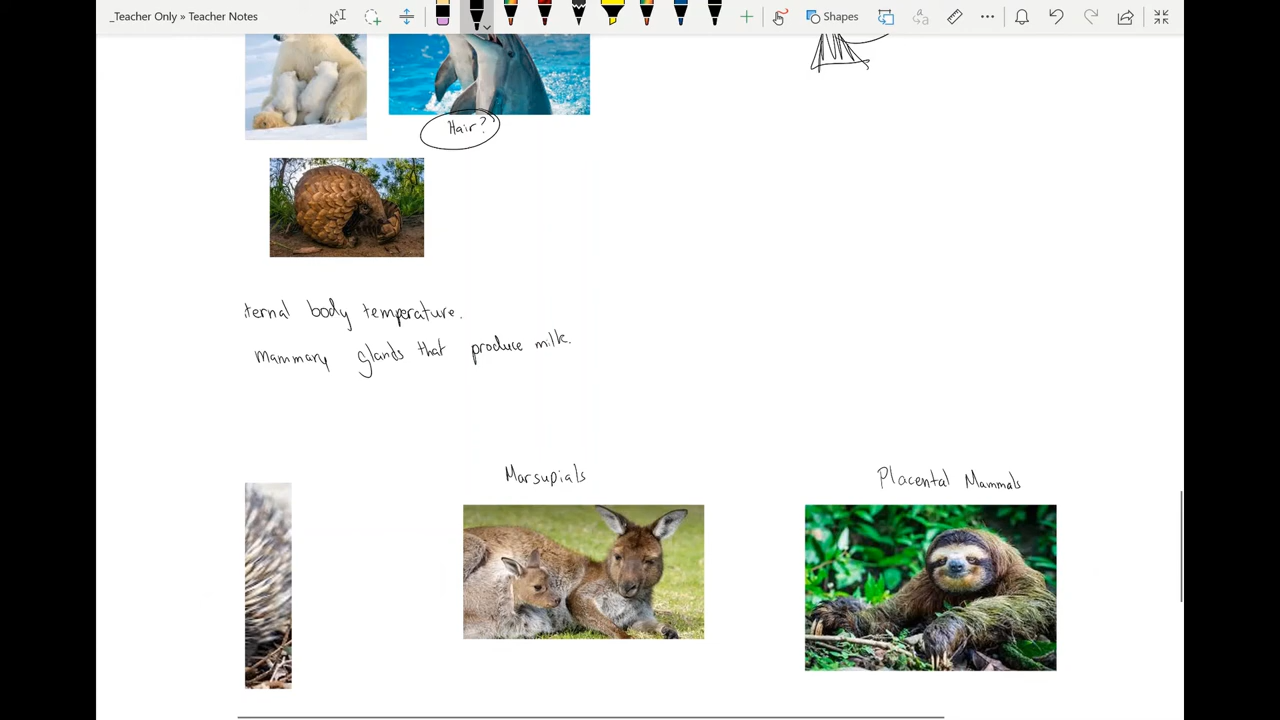 _Teacher Only » Teacher Notes
Shapes
Hair?
ternal body temperature.
Mammary glands that produce milk.
Marsupials
Placental Mammals